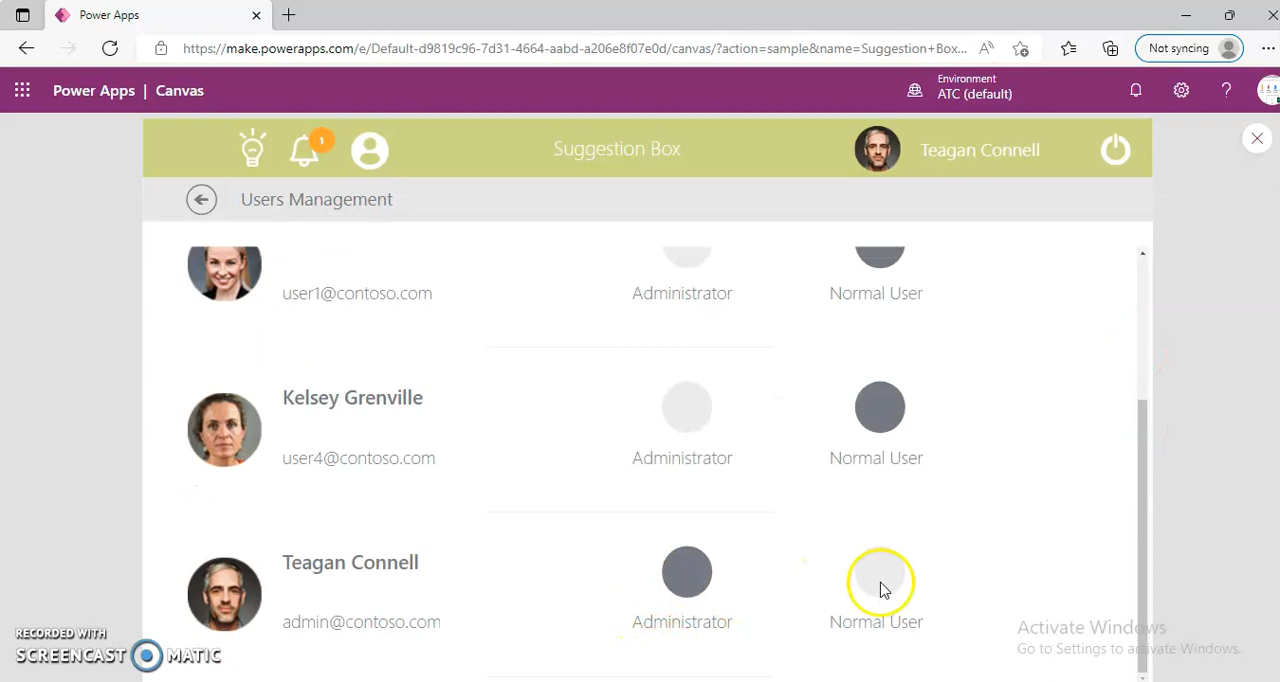 Power Apps
https://make.powerapps.com/e/Default-d9819c96-7d31-4664-aabd-a206e8f07e0d/canvas/?action=sample&name=Suggestion+Box...
Not syncing
Power Apps | Canvas
Environment
ATC (default)
1
Suggestion Box
Teagan Connell
Users Management
user1@contoso.com
Administrator
Normal User
Kelsey Grenville
user4@contoso.com
Administrator
Normal User
Teagan Connell
admin@contoso.com
Administrator
Normal User
Activate Windows
Go to Settings to activate Windows.
RECORDED WITH
SCREENCAST MATIC